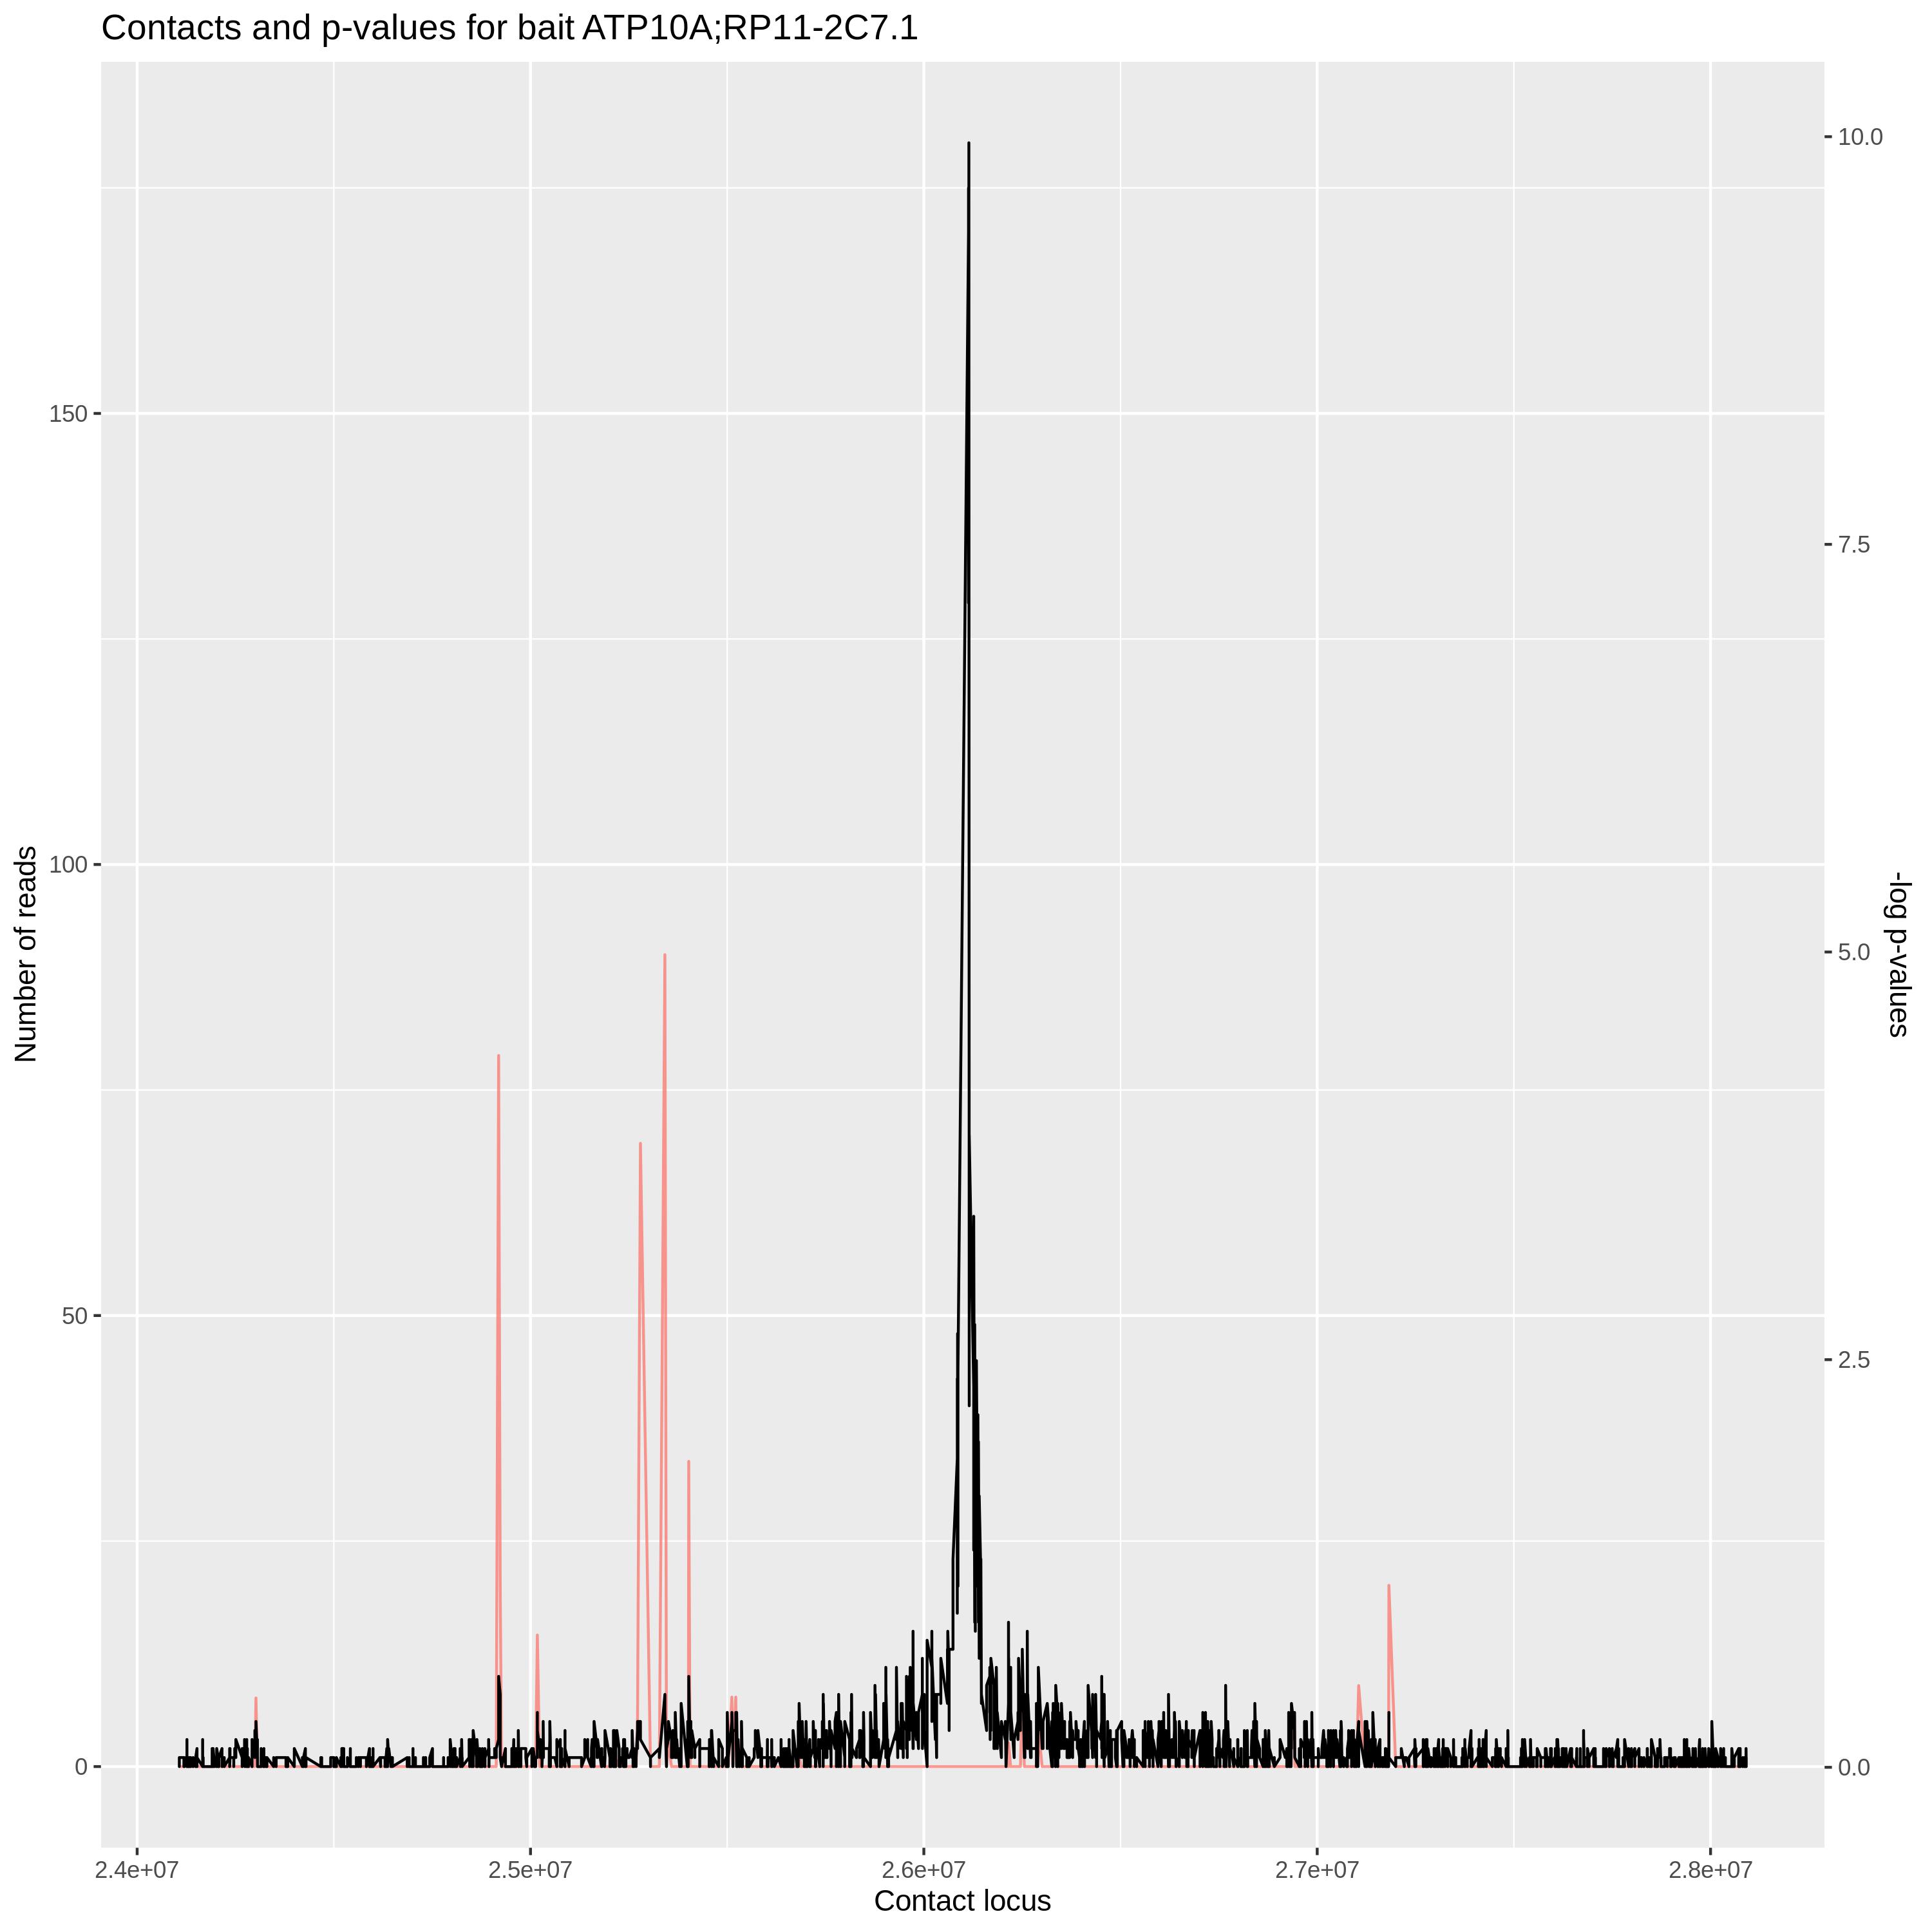 Contacts and p-values for bait ATP10A;RP11-2C7.1
Number of reads
150
100
50
0
10.0
7.5
5.0
2.5
0.0
-log p-values
2.4e+07 2.5e+07 2.6e+07 2.7e+07 2.8e+07
Contact locus